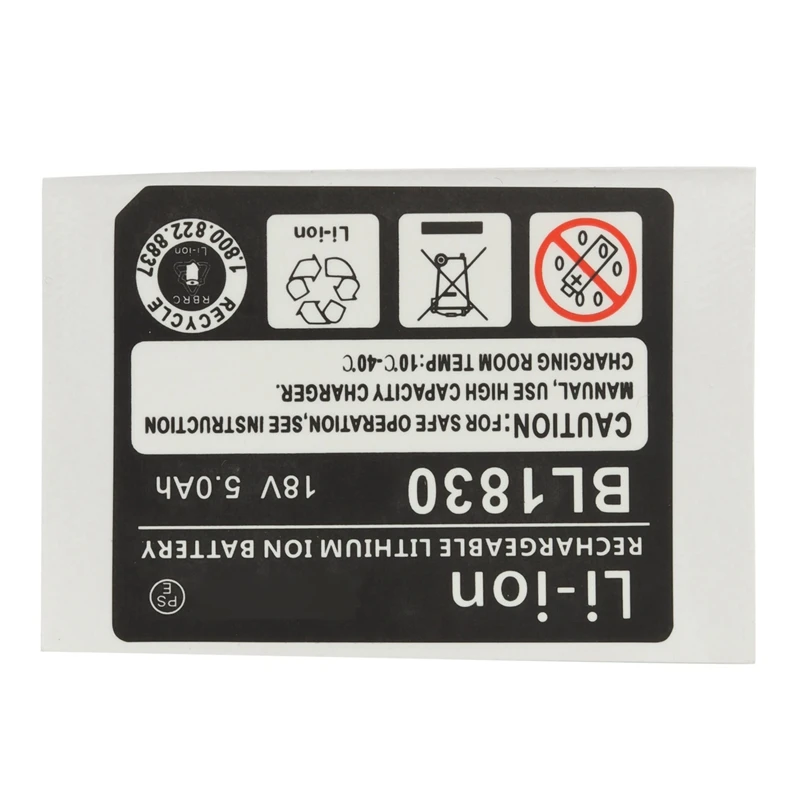 Li-ion
PS
E
RECHARGEABLE LITHIUM ION BATTERY
BL1830 18V 5.0Ah
CAUTION: FOR SAFE OPERATION,SEE INSTRUCTION
MANUAL, USE HIGH CAPACITY CHARGER.
CHARGING ROOM TEMP:10℃-40℃
Li-ion
RECYCLE
RBRC
Li-ion
1.800.822.8837